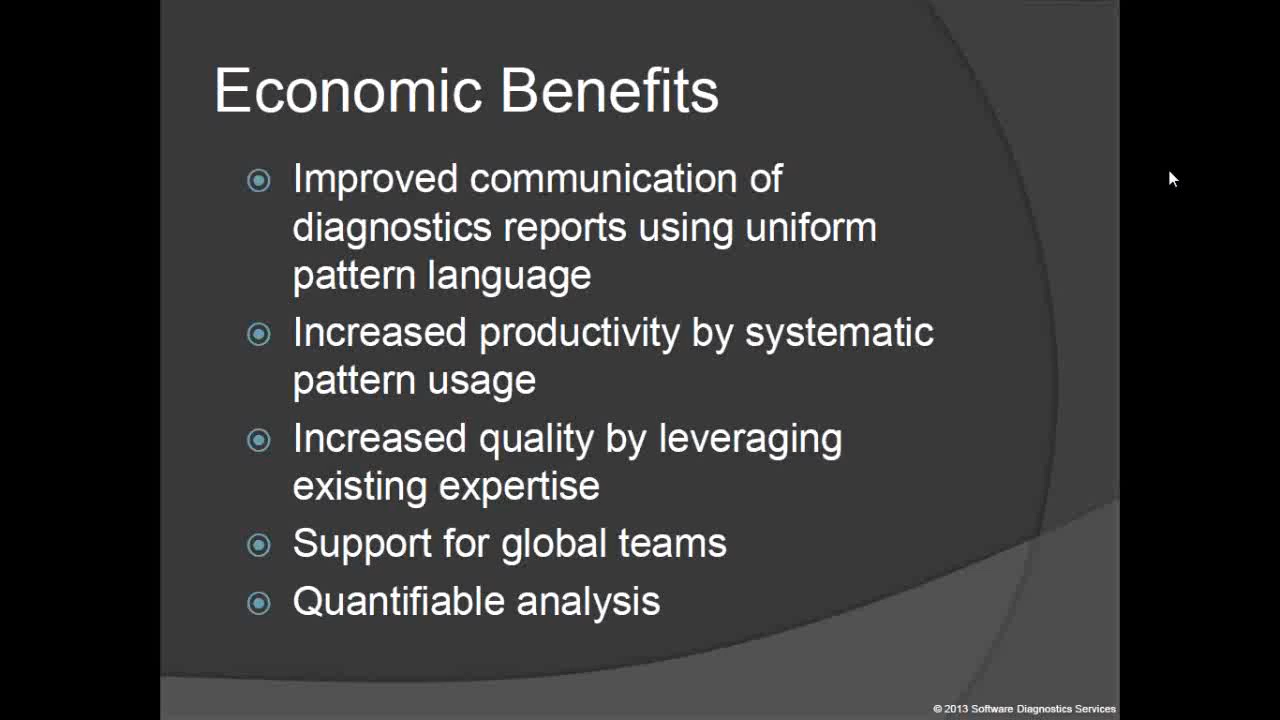 Economic Benefits
Improved communication of
diagnostics reports using uniform
pattern language
Increased productivity by systematic
pattern usage
Increased quality by leveraging
existing expertise
Support for global teams
Quantifiable analysis
© 2013 Software Diagnostics Services